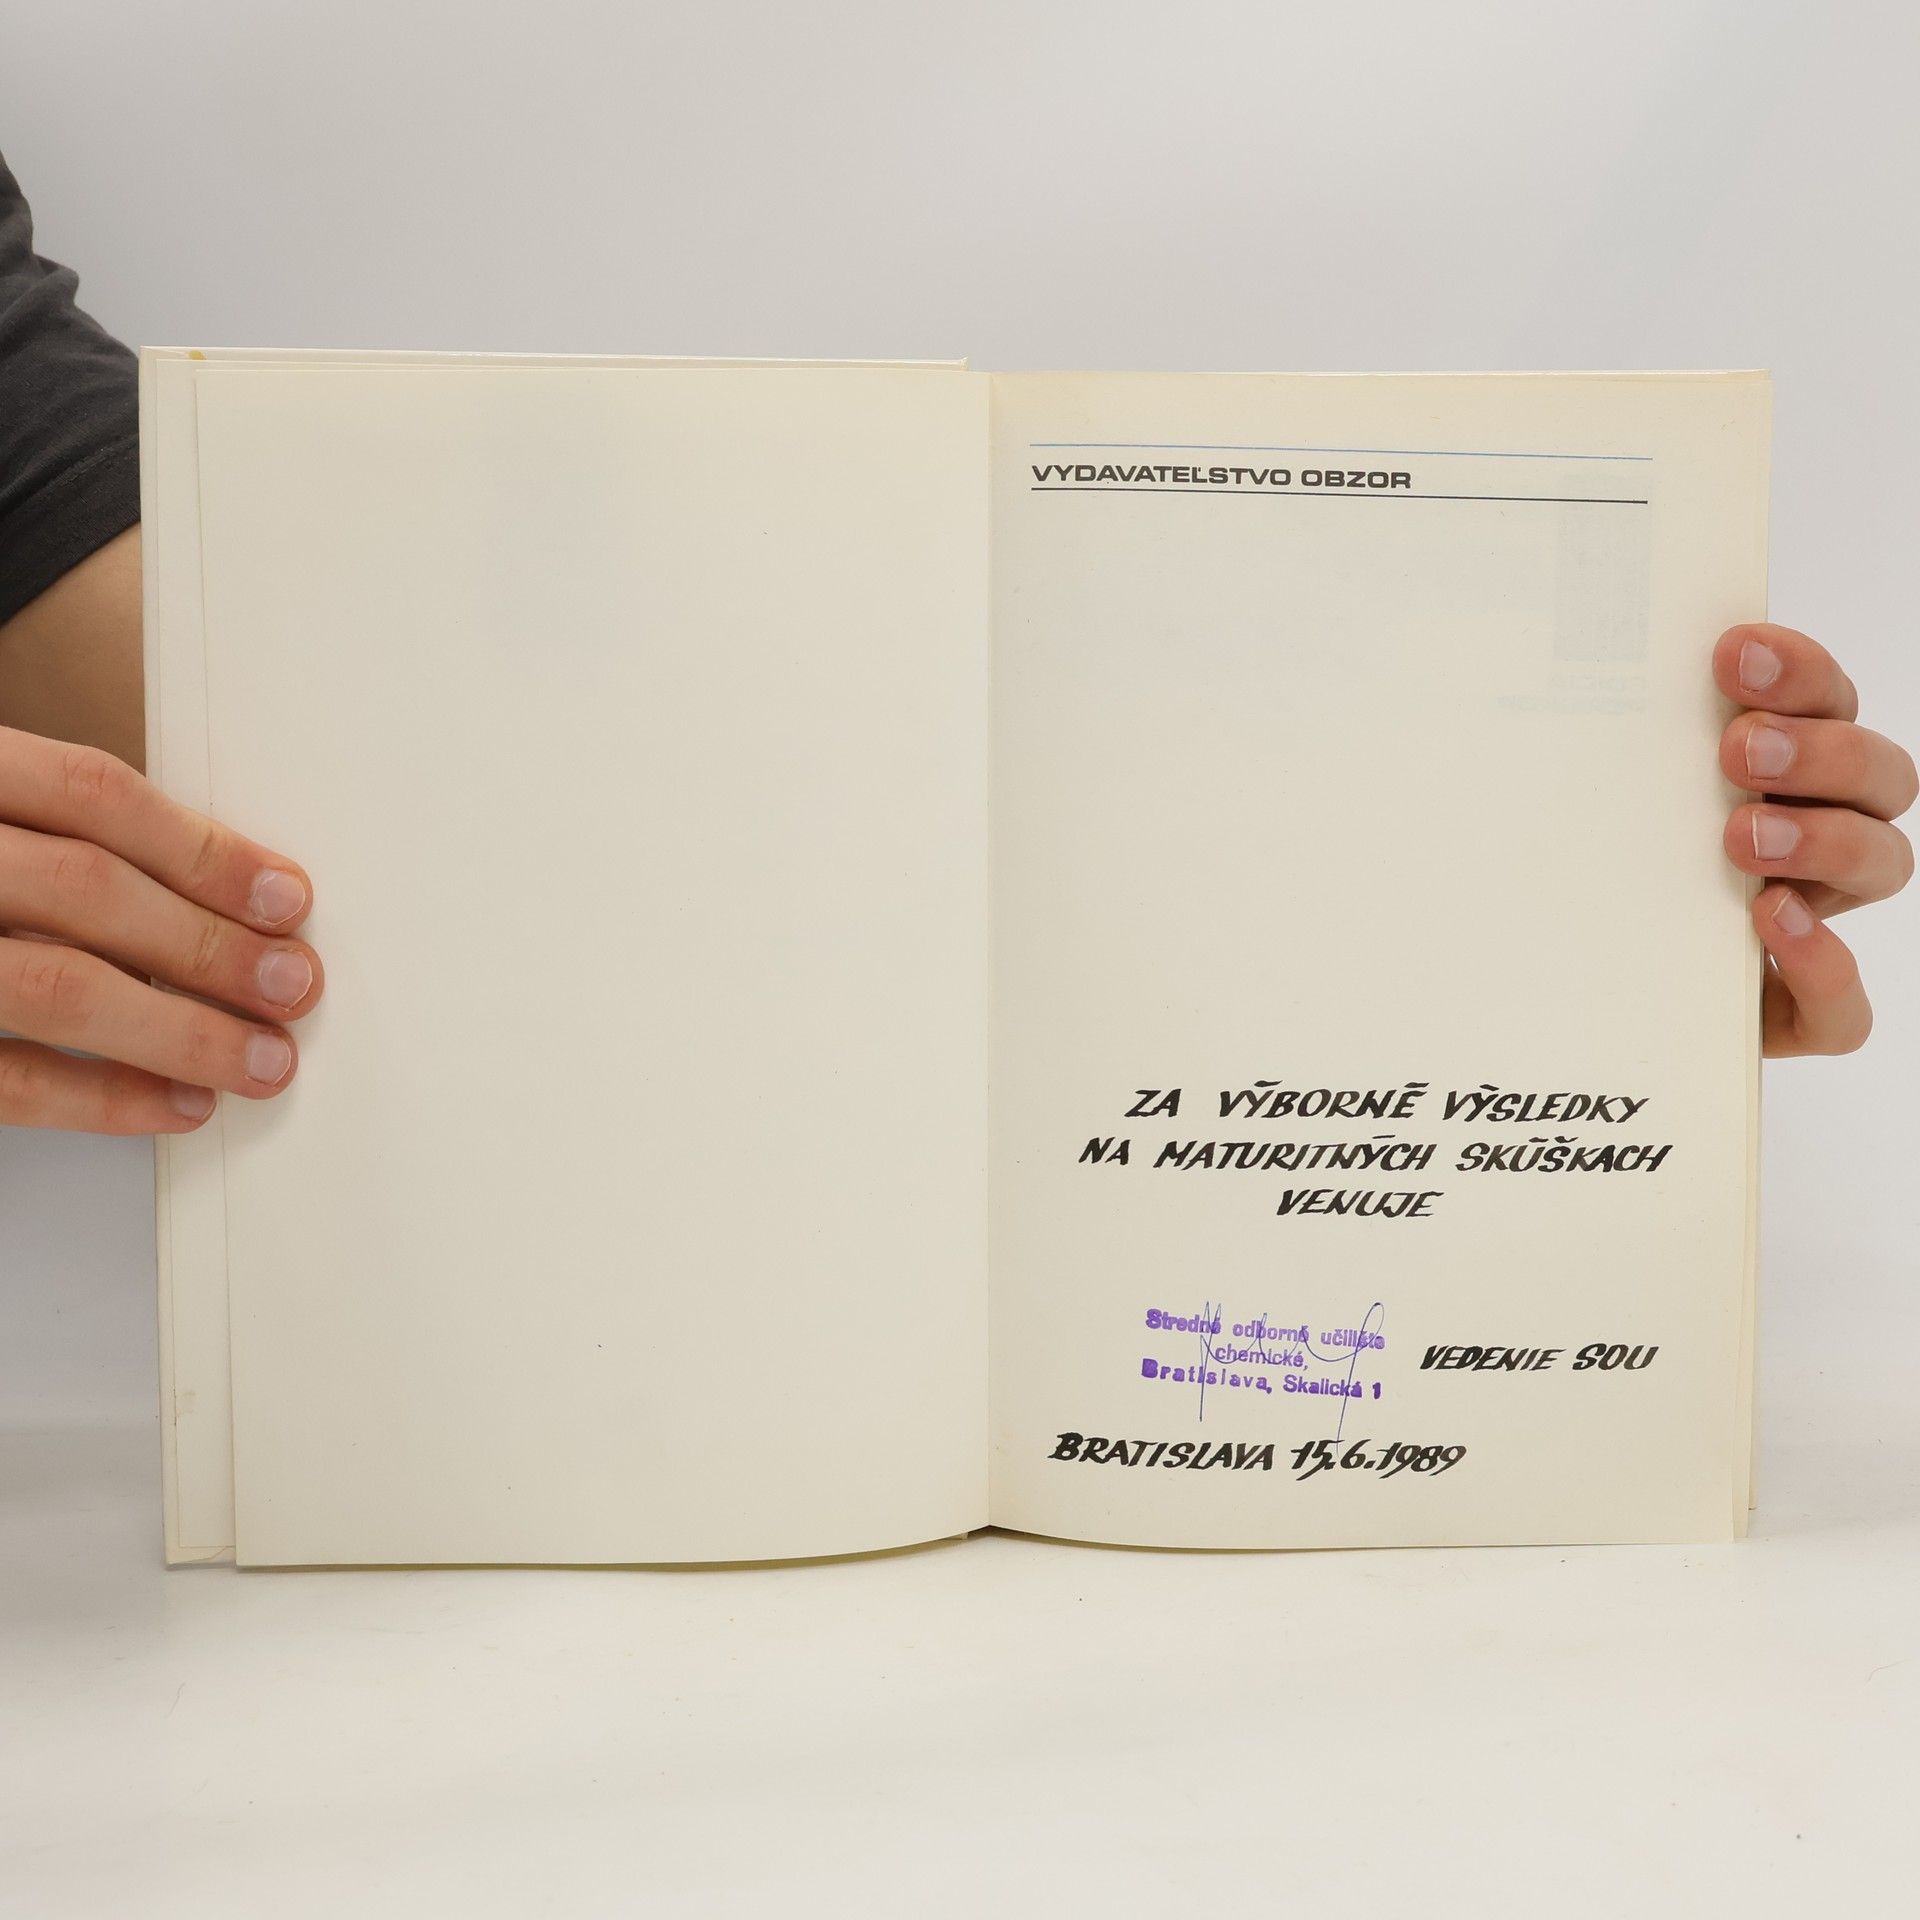 VYDAVATEĽSTVO OBZOR
ZA VÝBORNÉ VÝSLEDKY
NA MATURITNÝCH SKÚŠKACH
VENUJE
Stredné odborné učilište
chemické,
Bratislava, Skalická 1
VEDENIE SOU
BRATISLAVA 15.6.1989